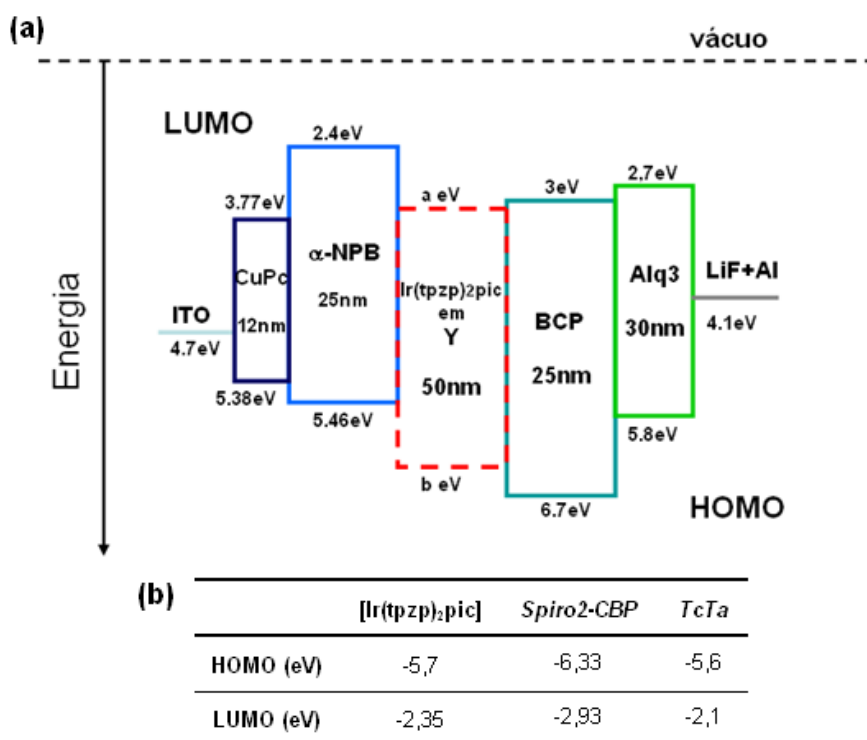 (a)
vácuo
LUMO
2.4eV
3.77eV
a eV
3eV
2,7eV
Energia
ITO
4.7eV
CuPc
12nm
5.38eV
α-NPB
25nm
5.46eV
Ir(tpzp)2pic
em
Y
50nm
b eV
BCP
25nm
6.7eV
Alq3
30nm
5.8eV
LiF+Al
4.1eV
HOMO
(b)
[Ir(tpzp)₂pic] Spiro2-CBP TcTa
HOMO (eV) -5,7 -6,33 -5,6
LUMO (eV) -2,35 -2,93 -2,1